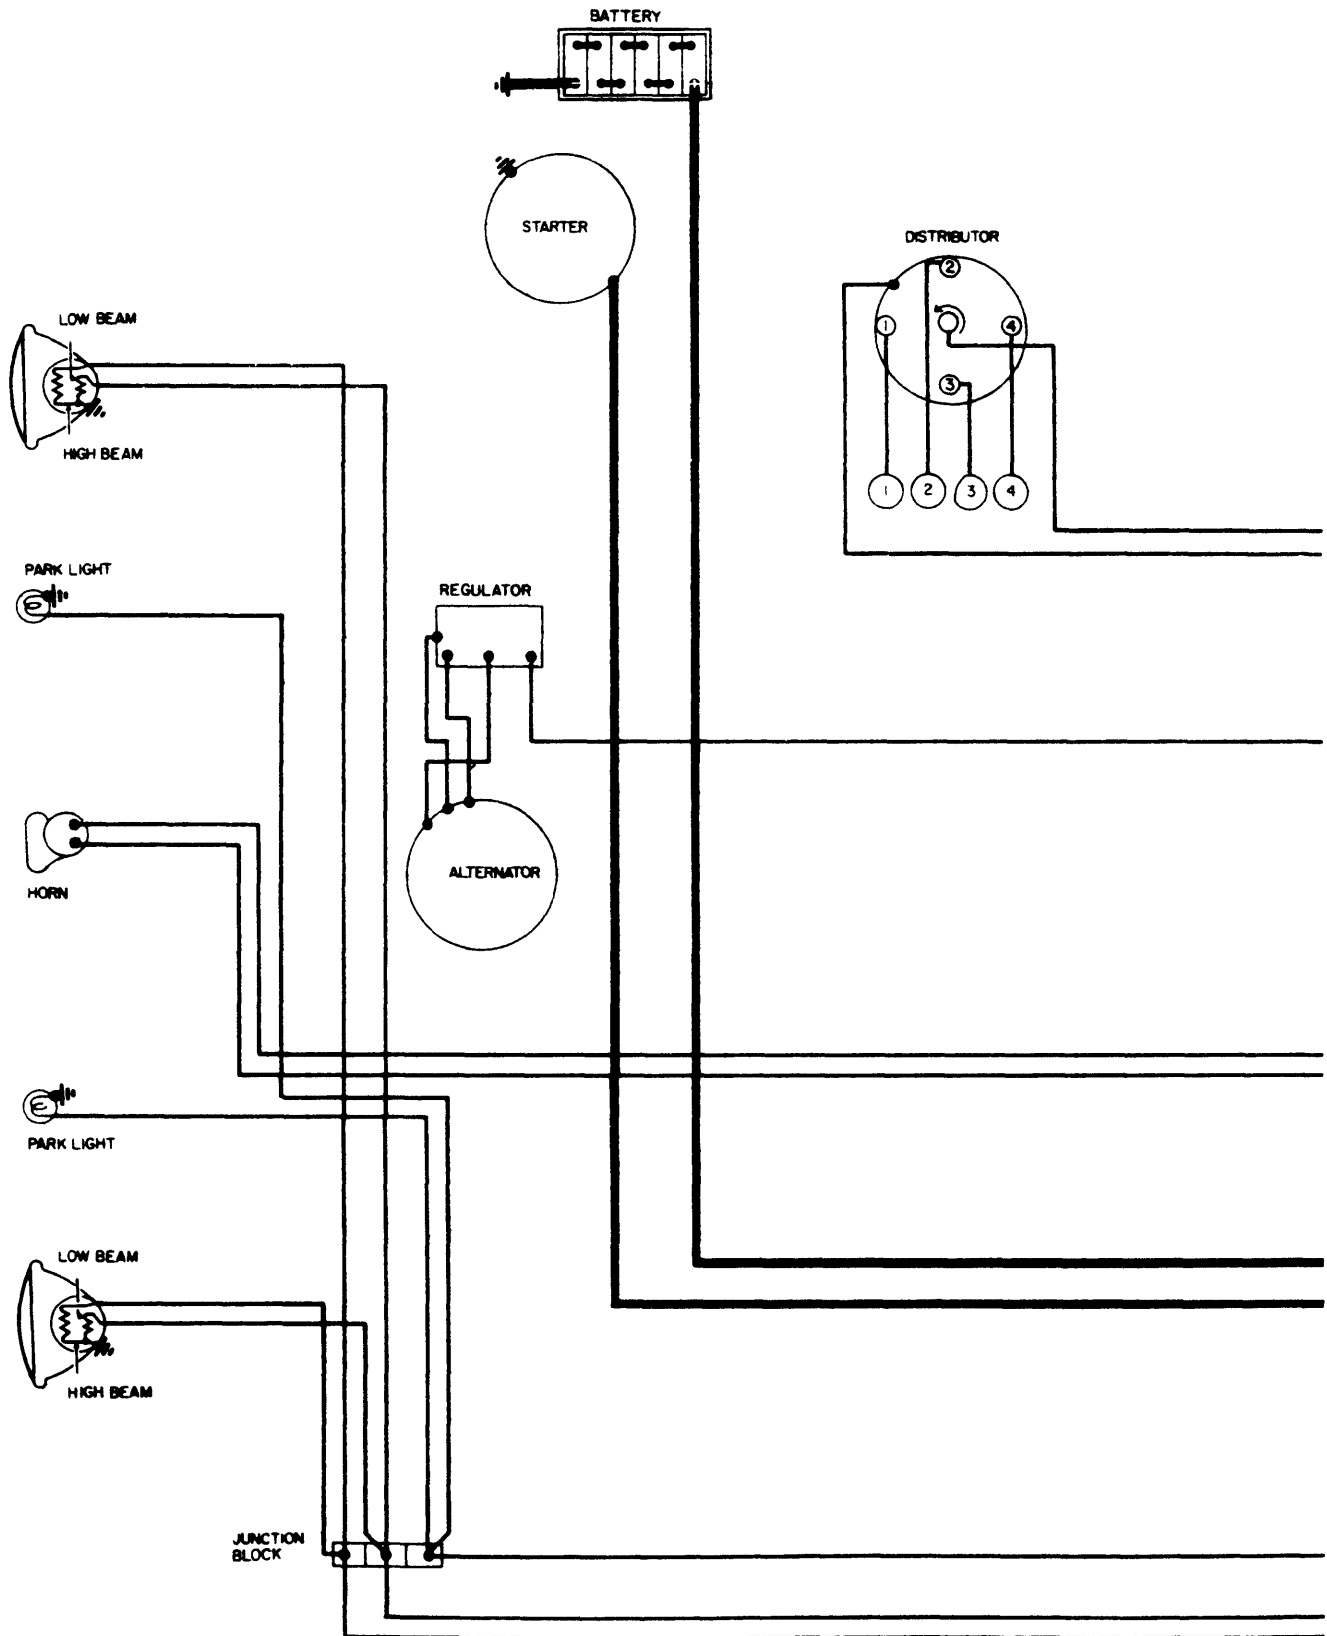 BATTERY
STARTER
DISTRIBUTOR
2
1
4
3
1 2 3 4
LOW BEAM
HIGH BEAM
PARK LIGHT
REGULATOR
ALTERNATOR
HORN
PARK LIGHT
LOW BEAM
HIGH BEAM
JUNCTION
BLOCK